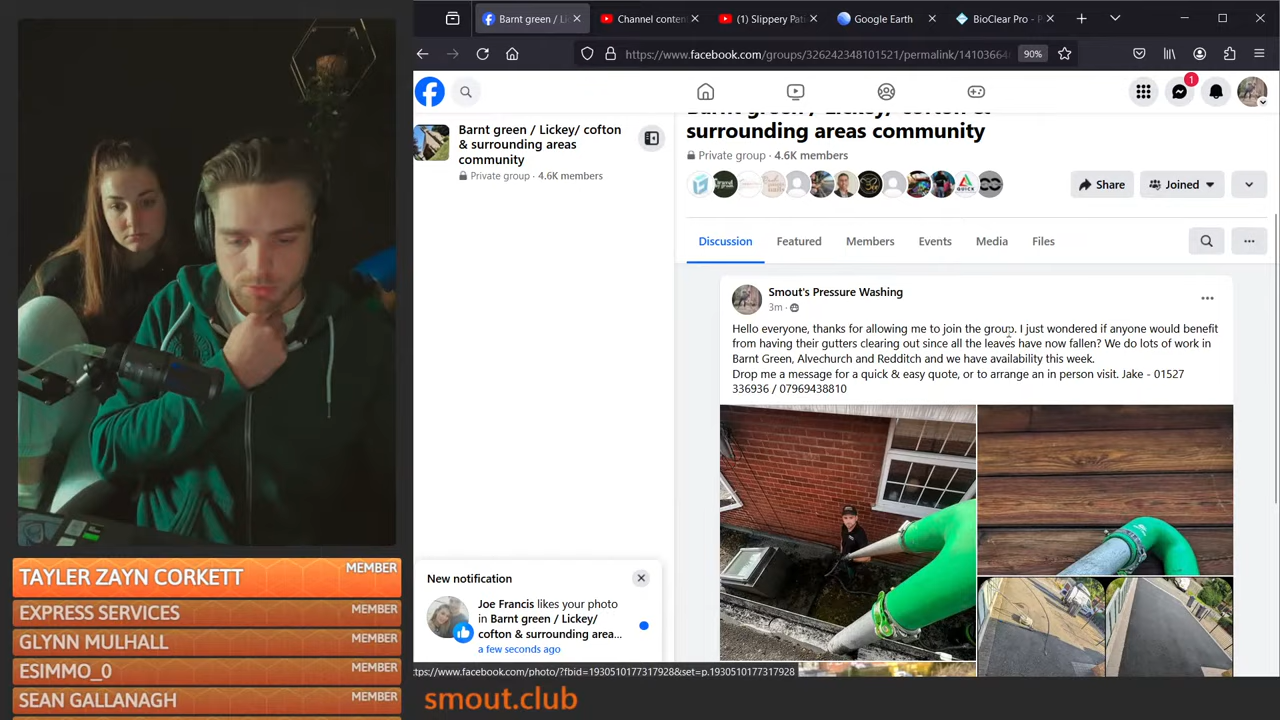 Barnt green / Li
Channel conten
(1) Slippery Pati
Google Earth
BioClear Pro - P
https://www.facebook.com/groups/326242348101521/permalink/1410366
90%
1
Barnt green / Lickey/ cofton
& surrounding areas
community
Private group · 4.6K members
Barnt green / Lickey/ cofton &
surrounding areas community
Private group · 4.6K members
QUICK
Share
Joined
Discussion
Featured
Members
Events
Media
Files
Smout's Pressure Washing
3m ·
Hello everyone, thanks for allowing me to join the group. I just wondered if anyone would benefit
from having their gutters clearing out since all the leaves have now fallen? We do lots of work in
Barnt Green, Alvechurch and Redditch and we have availability this week.
Drop me a message for a quick & easy quote, or to arrange an in person visit. Jake - 01527
336936 / 07969438810
New notification
Joe Francis likes your photo
in Barnt green / Lickey/
cofton & surrounding area...
a few seconds ago
ttps://www.facebook.com/photo/?fbid=1930510177317928&set=p.1930510177317928
TAYLER ZAYN CORKETT MEMBER
EXPRESS SERVICES MEMBER
GLYNN MULHALL MEMBER
ESIMMO_0 MEMBER
SEAN GALLANAGH MEMBER
smout.club